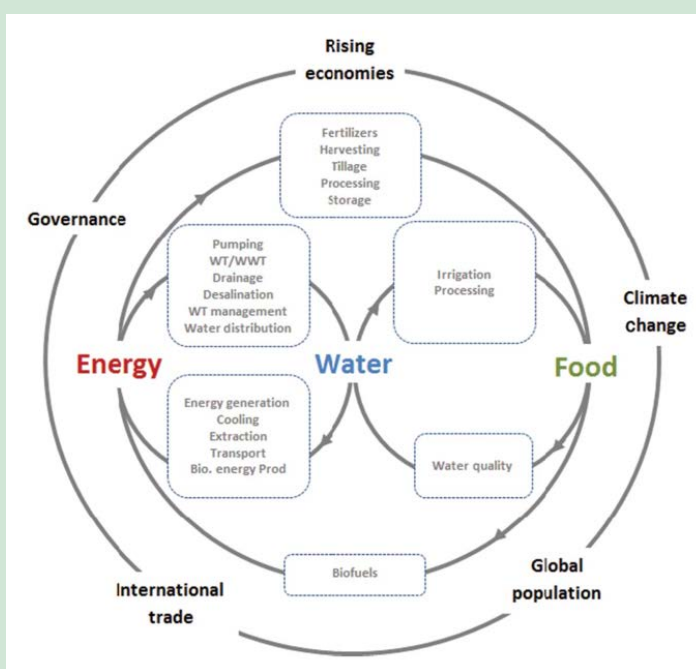 Rising
economies
Fertilizers
Harvesting
Tillage
Processing
Storage
Governance
Pumping
WT/WWT
Drainage
Desalination
WT management
Water distribution
Irrigation
Processing
Climate
change
Energy
Water
Food
Energy generation
Cooling
Extraction
Transport
Bio. energy Prod
Water quality
Biofuels
Global
population
International
trade